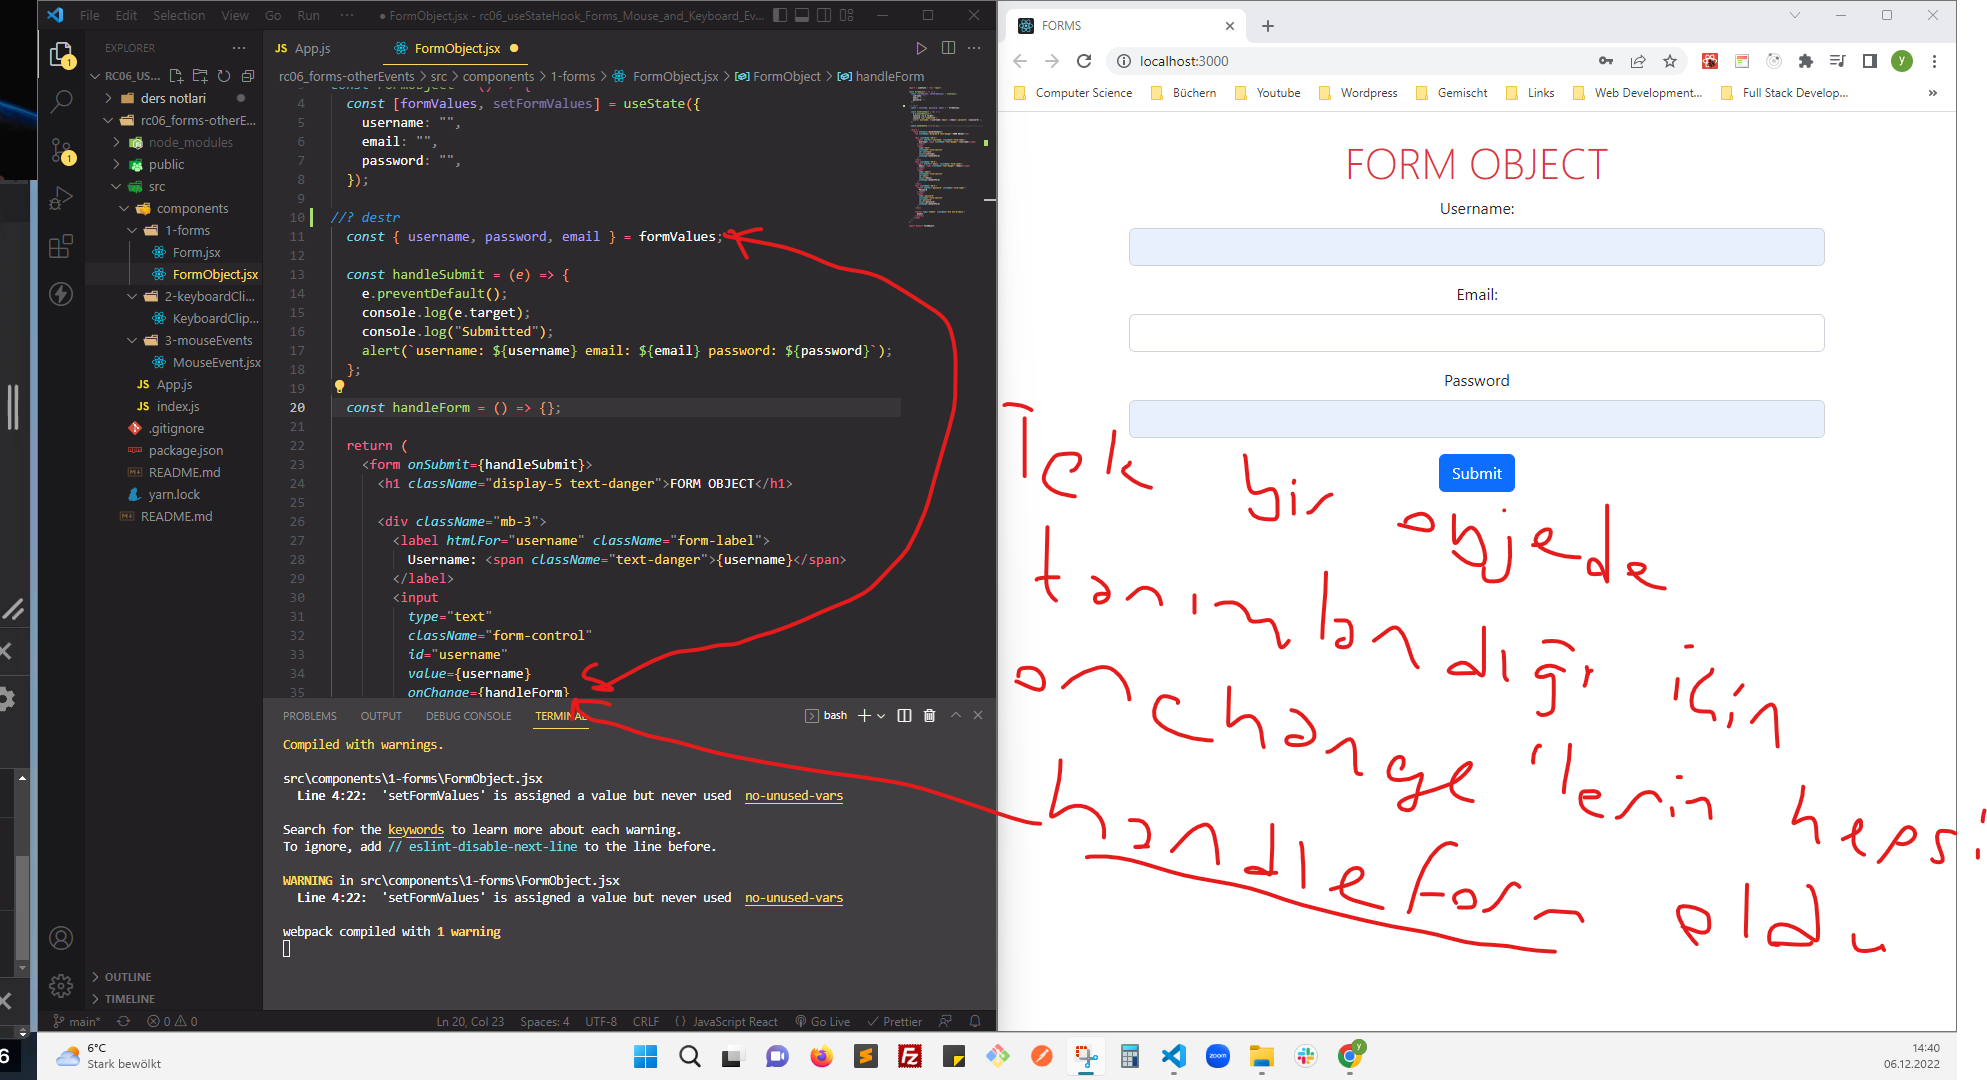 File Edit Selection View Go Run ··· ● FormObject.jsx - rc06_useStateHook_Forms_Mouse_and_Keyboard_Ev...
EXPLORER ···
RC06_US...
ders notlari
rc06_forms-otherE...
node_modules
public
src
components
1-forms
Form.jsx
FormObject.jsx
2-keyboardCli...
KeyboardClip...
3-mouseEvents
MouseEvent.jsx
JS App.js
JS index.js
.gitignore
package.json
README.md
yarn.lock
README.md
OUTLINE
TIMELINE
1
1
JS App.js FormObject.jsx ●
rc06_forms-otherEvents > src > components > 1-forms > FormObject.jsx > FormObject > handleForm
4 const [formValues, setFormValues] = useState({
5 username: "",
6 email: "",
7 password: "",
8 });
9
10 //? destr
11 const { username, password, email } = formValues;
12
13 const handleSubmit = (e) => {
14 e.preventDefault();
15 console.log(e.target);
16 console.log("Submitted");
17 alert(`username: ${username} email: ${email} password: ${password}`);
18 };
19
20 const handleForm = () => {};
21
22 return (
23 <form onSubmit={handleSubmit}>
24 <h1 className="display-5 text-danger">FORM OBJECT</h1>
25
26 <div className="mb-3">
27 <label htmlFor="username" className="form-label">
28 Username: <span className="text-danger">{username}</span>
29 </label>
30 <input
31 type="text"
32 className="form-control"
33 id="username"
34 value={username}
35 onChange={handleForm}
PROBLEMS OUTPUT DEBUG CONSOLE TERMINAL bash
Compiled with warnings.
src\components\1-forms\FormObject.jsx
Line 4:22: 'setFormValues' is assigned a value but never used no-unused-vars
Search for the keywords to learn more about each warning.
To ignore, add // eslint-disable-next-line to the line before.
WARNING in src\components\1-forms\FormObject.jsx
Line 4:22: 'setFormValues' is assigned a value but never used no-unused-vars
webpack compiled with 1 warning
main* 0 0 Ln 20, Col 23 Spaces: 4 UTF-8 CRLF {} JavaScript React Go Live Prettier
FORMS
localhost:3000
y
Computer Science Büchern Youtube Wordpress Gemischt Links Web Development... Full Stack Develop... »
FORM OBJECT
Username:
Email:
Password
Submit
Tek bir objede
tanımlandığı için
onchange'lerin hepsi
handleForm oldu
6
6°C
Stark bewölkt
zoom
y
14:40
06.12.2022